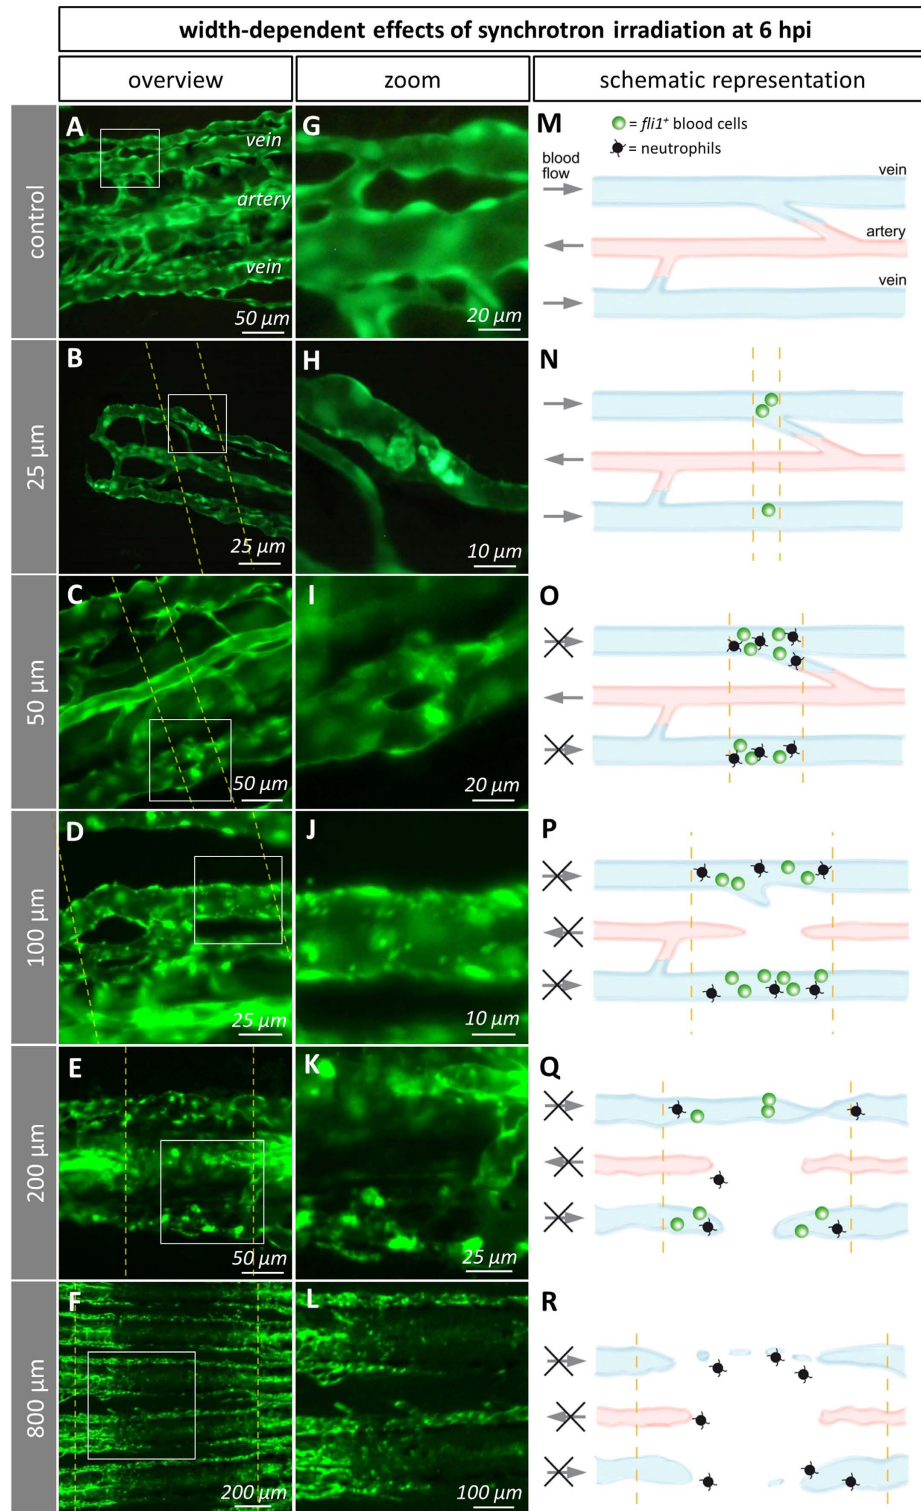 width-dependent effects of synchrotron irradiation at 6 hpi
overview
zoom
schematic representation
control
A
vein
artery
vein
50 µm
G
20 µm
M
= fli1⁺ blood cells
= neutrophils
blood
flow
vein
artery
vein
25 µm
B
25 µm
H
10 µm
N
50 µm
C
50 µm
I
20 µm
O
100 µm
D
25 µm
J
10 µm
P
200 µm
E
50 µm
K
25 µm
Q
800 µm
F
200 µm
L
100 µm
R